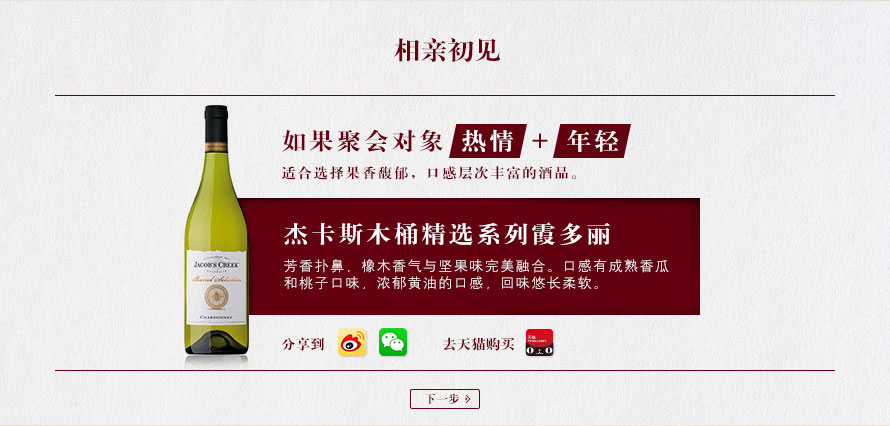 相亲初见
如果聚会对象 热情 + 年轻
适合选择果香馥郁，口感层次丰富的酒品。
杰卡斯木桶精选系列霞多丽
芳香扑鼻，橡木香气与坚果味完美融合。口感有成熟香瓜
和桃子口味，浓郁黄油的口感，回味悠长柔软。
JACOB'S CREEK
Barrel Selection
CHARDONNAY
分享到
去天猫购买
天猫
下一步 »